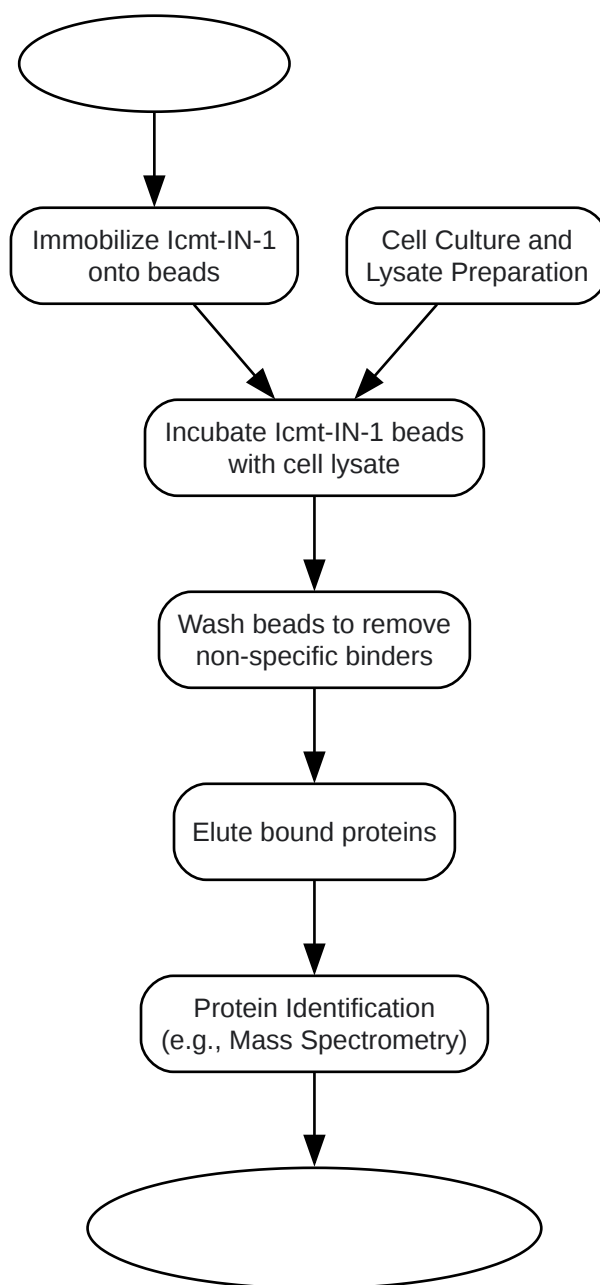 Immobilize Icmt-IN-1
onto beads
Cell Culture and
Lysate Preparation
Incubate Icmt-IN-1 beads
with cell lysate
Wash beads to remove
non-specific binders
Elute bound proteins
Protein Identification
(e.g., Mass Spectrometry)